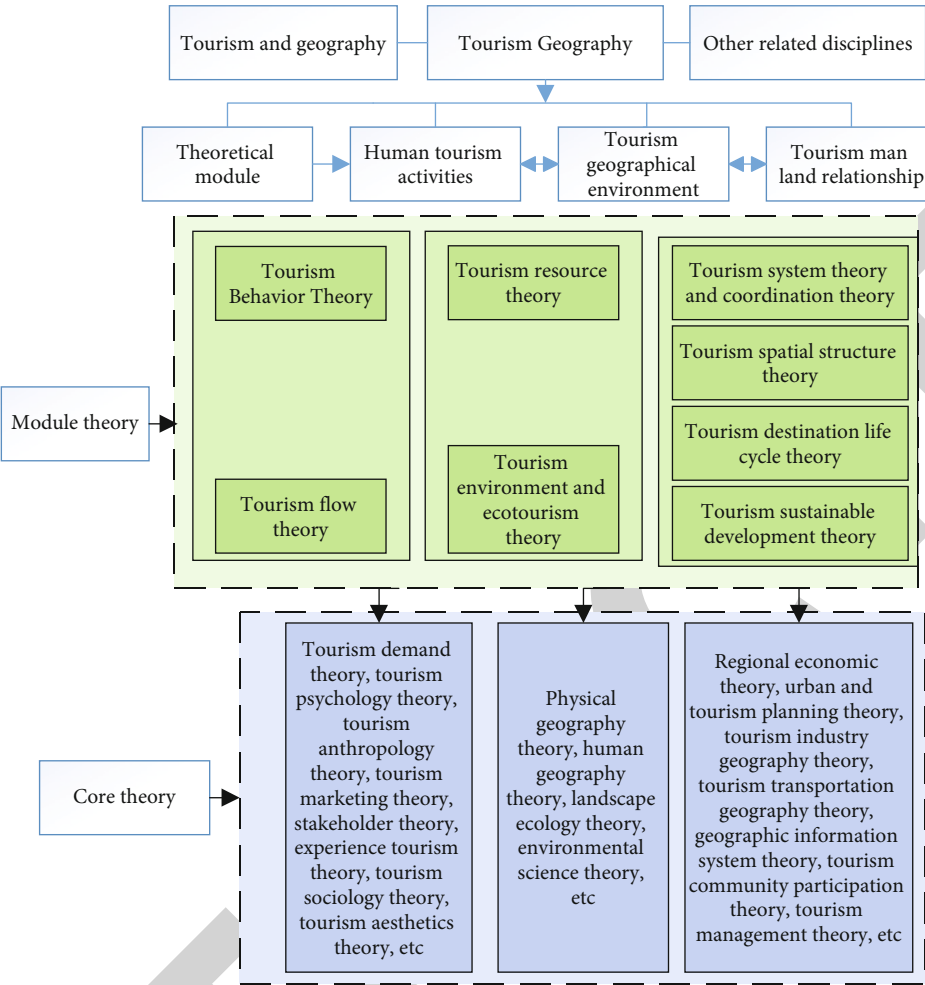 Tourism and geography
Tourism Geography
Other related disciplines
Theoretical
module
Human tourism
activities
Tourism
geographical
environment
Tourism man
land relationship
Module theory
Tourism
Behavior Theory
Tourism flow
theory
Tourism resource
theory
Tourism
environment and
ecotourism
theory
Tourism system theory
and coordination theory
Tourism spatial structure
theory
Tourism destination life
cycle theory
Tourism sustainable
development theory
Core theory
Tourism demand
theory, tourism
psychology theory,
tourism
anthropology
theory, tourism
marketing theory,
stakeholder theory,
experience tourism
theory, tourism
sociology theory,
tourism aesthetics
theory, etc
Physical
geography
theory, human
geography
theory, landscape
ecology theory,
environmental
science theory,
etc
Regional economic
theory, urban and
tourism planning theory,
tourism industry
geography theory,
tourism transportation
geography theory,
geographic information
system theory, tourism
community participation
theory, tourism
management theory, etc